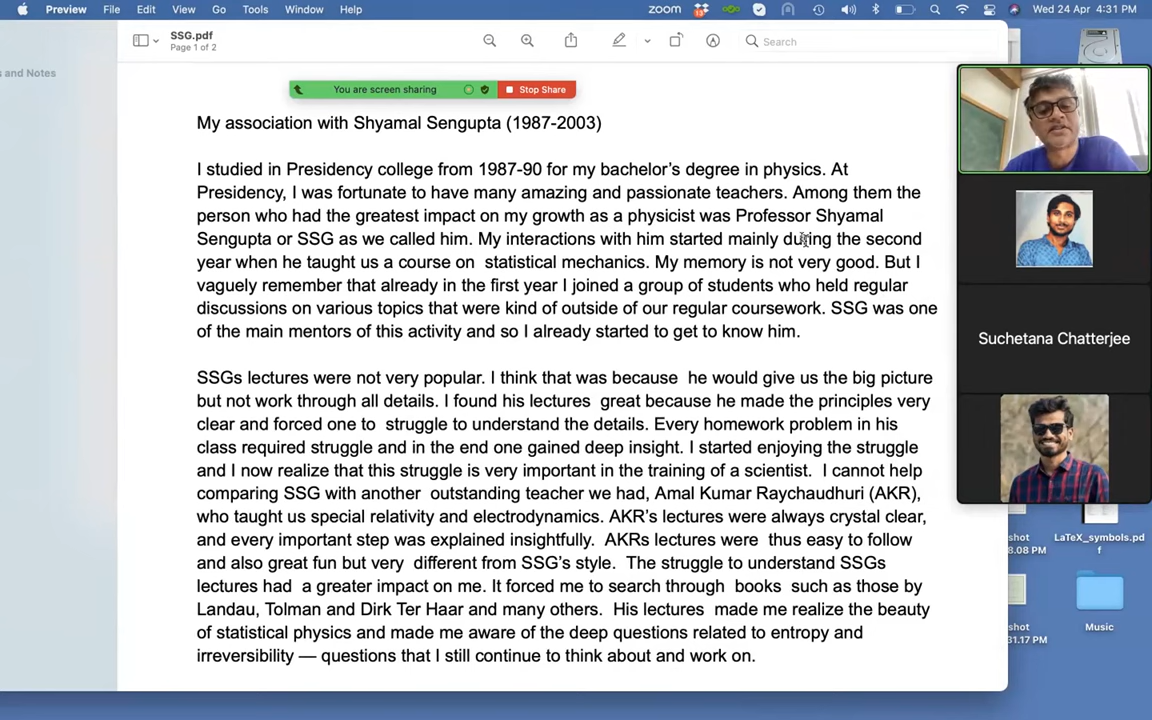 Preview File Edit View Go Tools Window Help zoom Wed 24 Apr 4:31 PM
SSG.pdf
Page 1 of 2
Search
s and Notes
You are screen sharing Stop Share
My association with Shyamal Sengupta (1987-2003)
I studied in Presidency college from 1987-90 for my bachelor's degree in physics. At
Presidency, I was fortunate to have many amazing and passionate teachers. Among them the
person who had the greatest impact on my growth as a physicist was Professor Shyamal
Sengupta or SSG as we called him. My interactions with him started mainly during the second
year when he taught us a course on statistical mechanics. My memory is not very good. But I
vaguely remember that already in the first year I joined a group of students who held regular
discussions on various topics that were kind of outside of our regular coursework. SSG was one
of the main mentors of this activity and so I already started to get to know him.
SSGs lectures were not very popular. I think that was because he would give us the big picture
but not work through all details. I found his lectures great because he made the principles very
clear and forced one to struggle to understand the details. Every homework problem in his
class required struggle and in the end one gained deep insight. I started enjoying the struggle
and I now realize that this struggle is very important in the training of a scientist. I cannot help
comparing SSG with another outstanding teacher we had, Amal Kumar Raychaudhuri (AKR),
who taught us special relativity and electrodynamics. AKR's lectures were always crystal clear,
and every important step was explained insightfully. AKRs lectures were thus easy to follow
and also great fun but very different from SSG's style. The struggle to understand SSGs
lectures had a greater impact on me. It forced me to search through books such as those by
Landau, Tolman and Dirk Ter Haar and many others. His lectures made me realize the beauty
of statistical physics and made me aware of the deep questions related to entropy and
irreversibility — questions that I still continue to think about and work on.
Suchetana Chatterjee
shot
8.08 PM
LaTeX_symbols.pd
f
shot
31.17 PM
Music